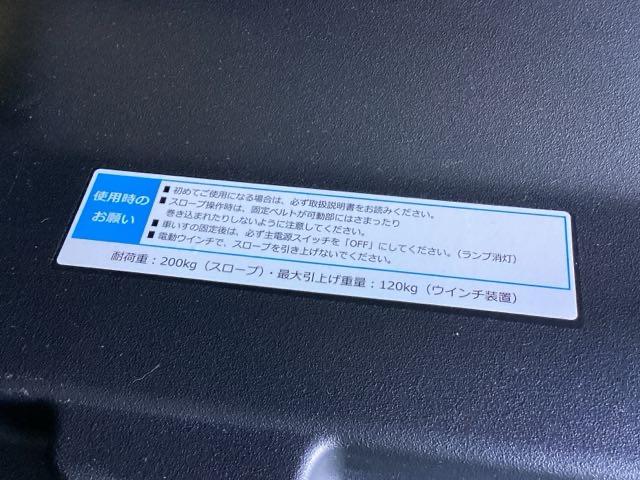 使用時の
お願い
■ 初めてご使用になる場合は、必ず取扱説明書をお読みください。
■ スロープ操作時は、固定ベルトが可動部にはさまったり
巻き込まれたりしないように注意してください。
■ 車いすの固定後は、必ず主電源スイッチを「OFF」にしてください。（ランプ消灯）
■ 電動ウインチで、スロープを引き上げないでください。
耐荷重：200kg（スロープ）・最大引上げ重量：120kg（ウインチ装置）